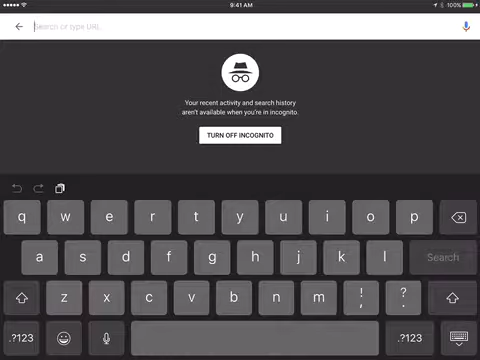 9:41 AM
100%
Search or type URL
Your recent activity and search history
aren't available when you're in incognito.
TURN OFF INCOGNITO
q w e r t y u i o p
a s d f g h j k l Search
z x c v b n m ! , ? .
.?123 .?123